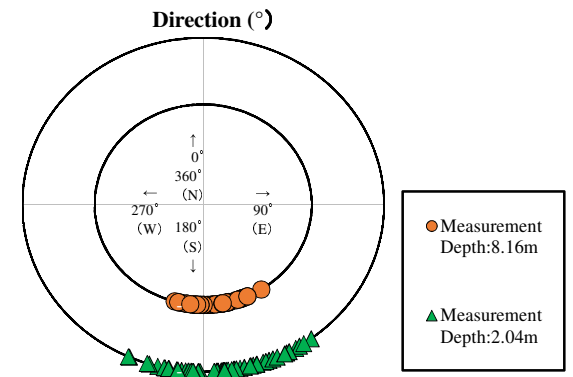 Direction (°)
↑
0°
360°
(N)
←
→
270°
90°
(W)
180°
(E)
(S)
↓
Measurement
Depth:8.16m
Measurement
Depth:2.04m